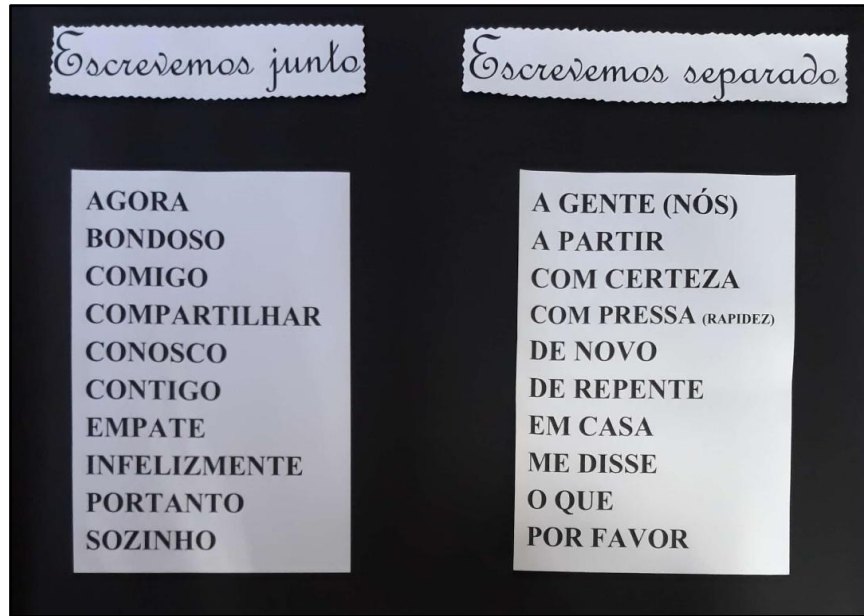 Escrevemos junto
AGORA
BONDOSO
COMIGO
COMPARTILHAR
CONOSCO
CONTIGO
EMPATE
INFELIZMENTE
PORTANTO
SOZINHO
Escrevemos separado
A GENTE (NÓS)
A PARTIR
COM CERTEZA
COM PRESSA (RAPIDEZ)
DE NOVO
DE REPENTE
EM CASA
ME DISSE
O QUE
POR FAVOR